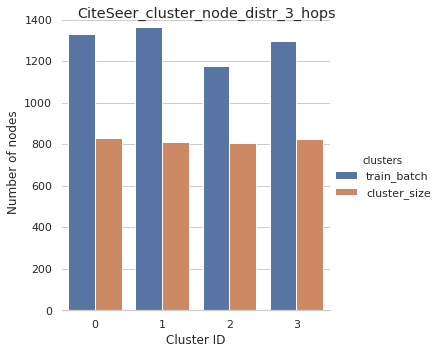 CiteSeer_cluster_node_distr_3_hops
1400
1200
1000
800
600
400
200
0
Number of nodes
0 1 2 3
Cluster ID
clusters
train_batch
cluster_size